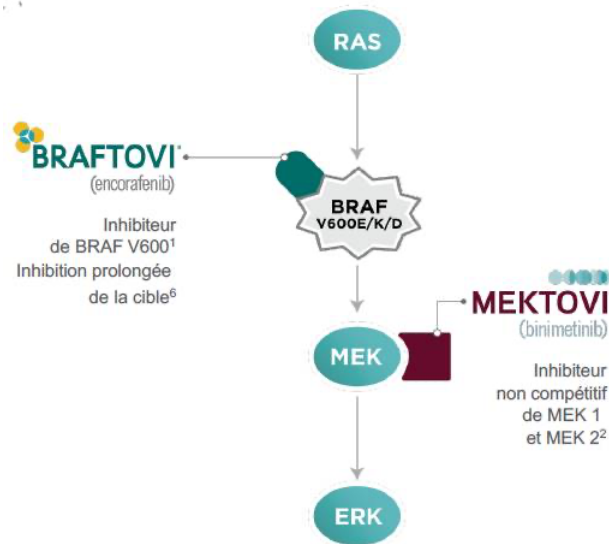 RAS
BRAFTOVI®
(encorafenib)
Inhibiteur
de BRAF V600¹
Inhibition prolongée
de la cible⁶
BRAF
V600E/K/D
MEKTOVI
(binimetinib)
Inhibiteur
non compétitif
de MEK 1
et MEK 2²
MEK
ERK